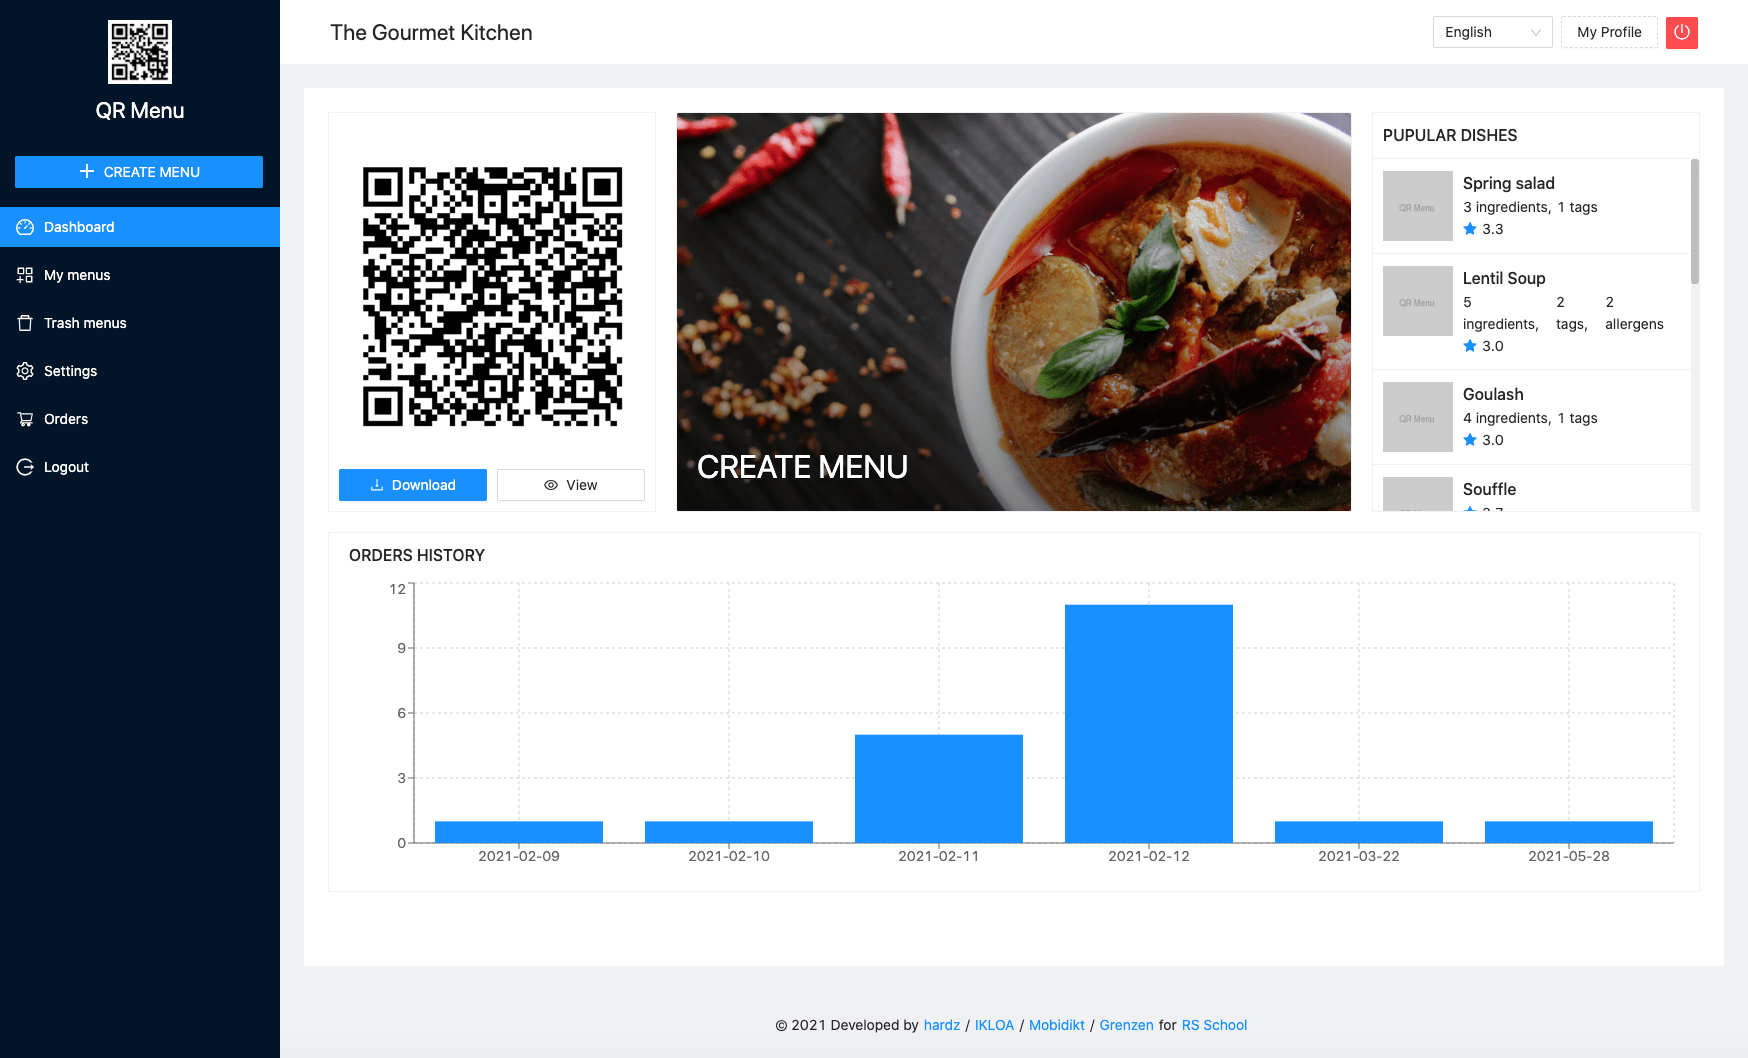 QR Menu
CREATE MENU
Dashboard
My menus
Trash menus
Settings
Orders
Logout
The Gourmet Kitchen
English
My Profile
Download
View
CREATE MENU
PUPULAR DISHES
QR Menu
Spring salad
3 ingredients, 1 tags
3.3
QR Menu
Lentil Soup
5 ingredients, 2 tags, 2 allergens
3.0
QR Menu
Goulash
4 ingredients, 1 tags
3.0
Souffle
ORDERS HISTORY
12
9
6
3
0
2021-02-09 2021-02-10 2021-02-11 2021-02-12 2021-03-22 2021-05-28
© 2021 Developed by hardz / IKLOA / Mobidikt / Grenzen for RS School